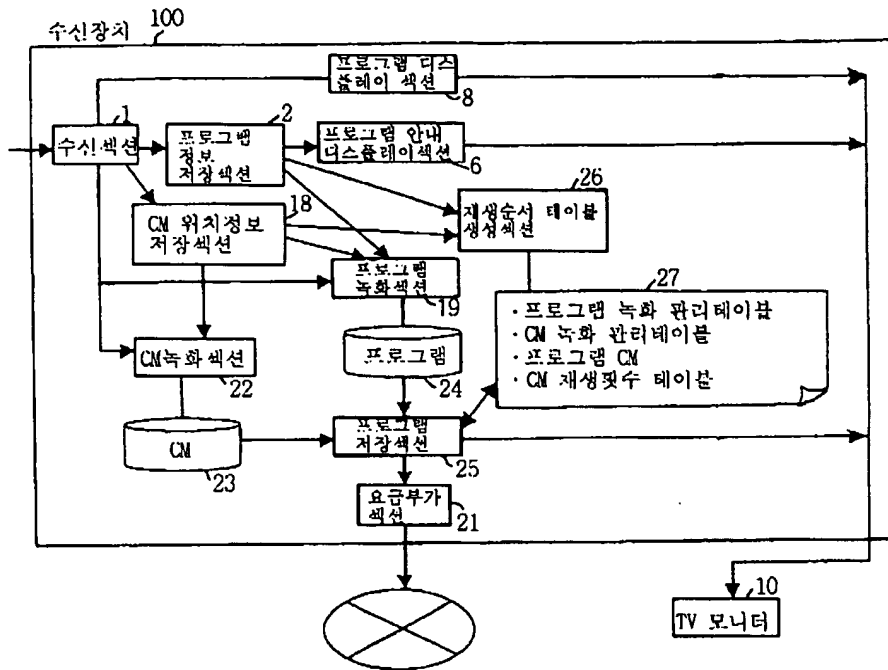 수신장치
100
프로그램 디스
플레이 섹션
8
1
수신섹션
2
프로그램
정보
저장섹션
프로그램 안내
디스플레이섹션
6
26
재생순서 테이블
생성섹션
18
CM 위치정보
저장섹션
프로그램
녹화섹션
19
27
· 프로그램 녹화 관리테이블
· CM 녹화 관리테이블
· 프로그램 CM
· CM 재생횟수 테이블
CM녹화섹션
22
프로그램
24
CM
23
프로그램
저장섹션
25
요금부가
섹션
21
10
TV 모니터